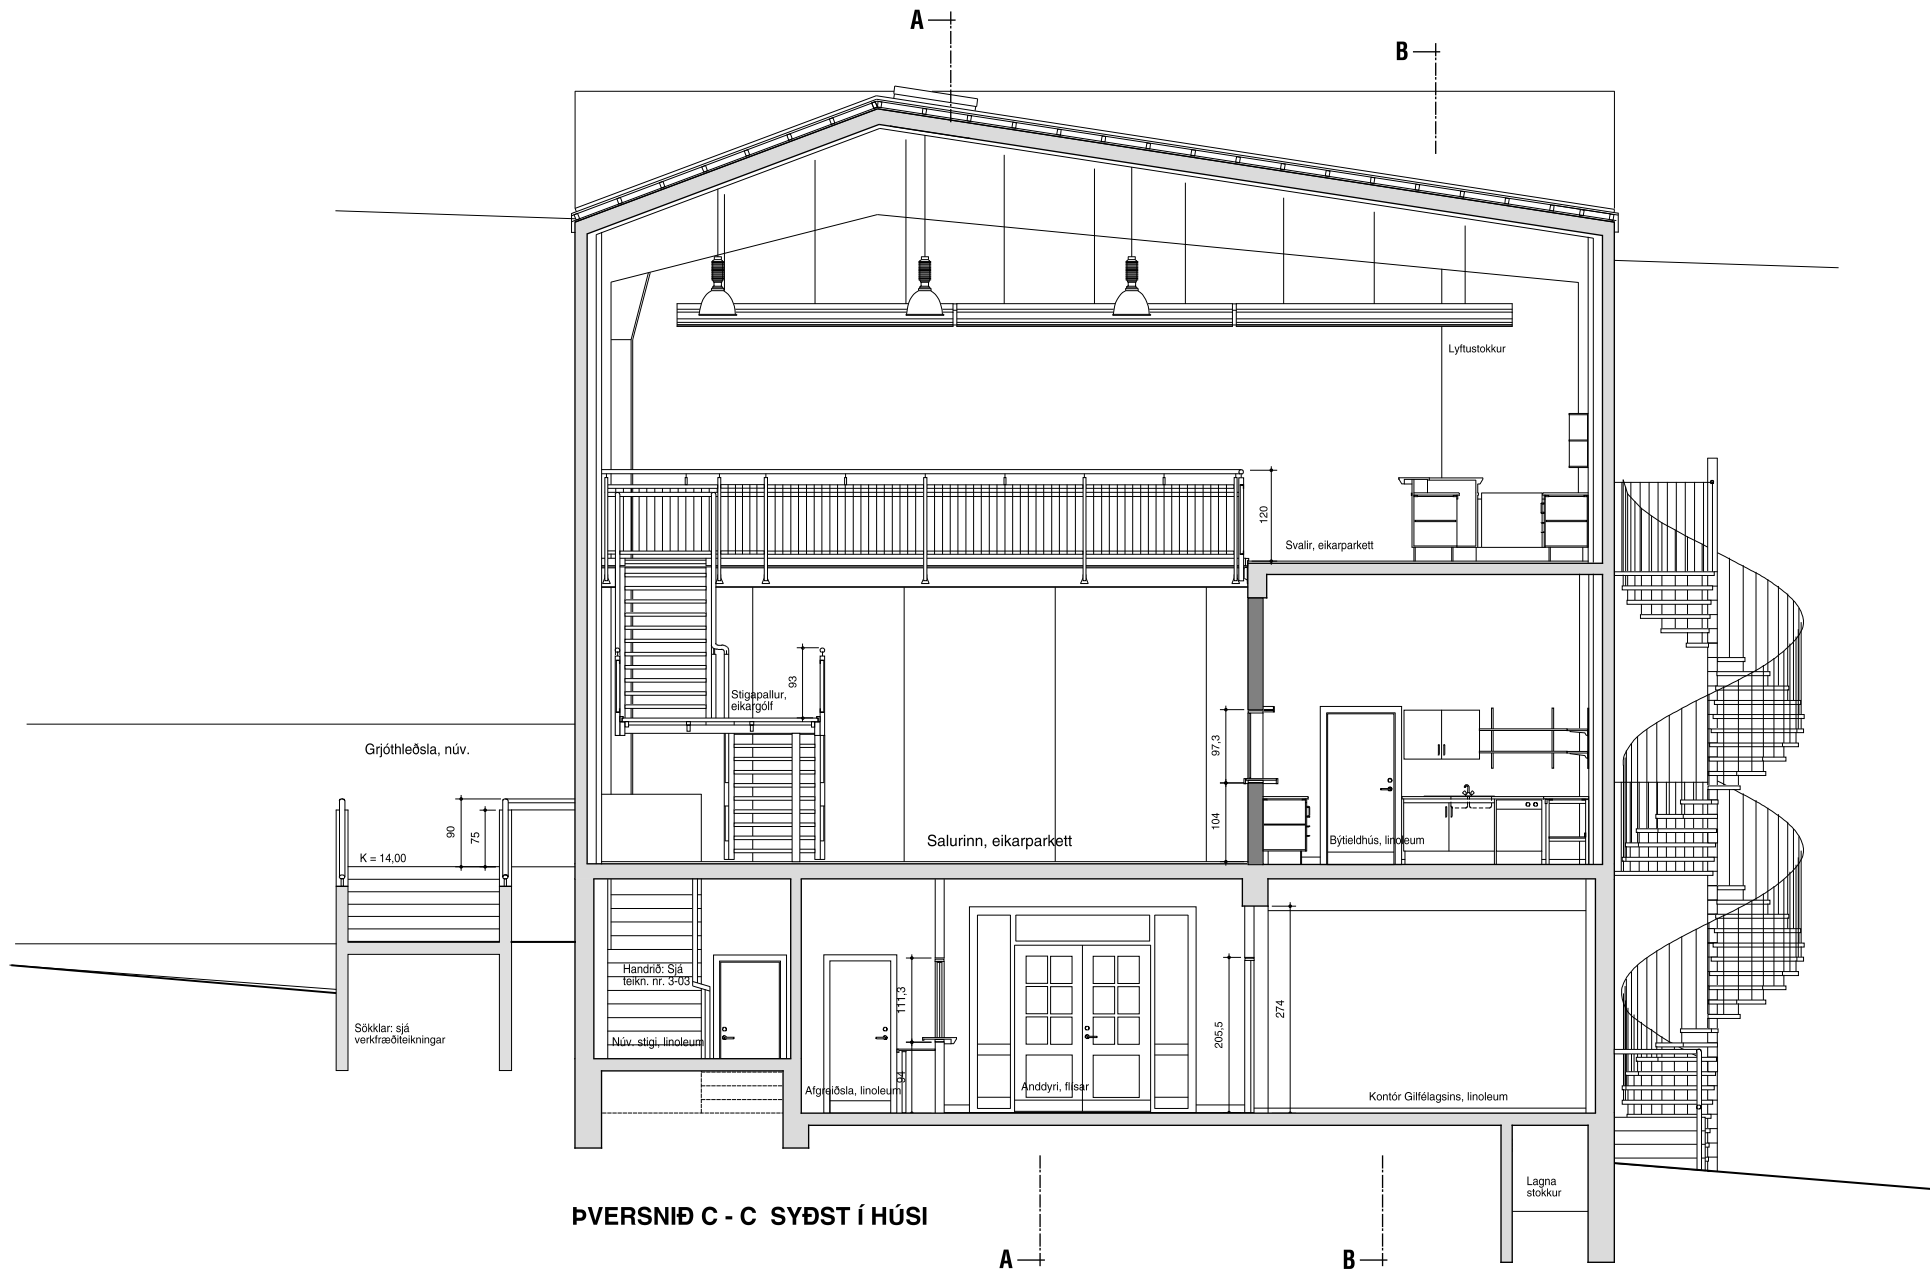 A
B
Lyftustokkur
120
Svalir, eikarparkett
93
Stigapallur,
eikargólf
Grjóthleðsla, núv.
97,3
90
75
104
Salurinn, eikarparkett
Býtieldhús, linoleum
K = 14,00
Handrið: Sjá
teikn. nr. 3-03
111,3
274
205,5
Sökklar: sjá
verkfræðiteikningar
Núv. stigi, linoleum
94
Afgreiðsla, linoleum
Anddyri, flísar
Kontór Gilfélagsins, linoleum
Lagna
stokkur
ÞVERSNIÐ C - C SYÐST Í HÚSI
A
B